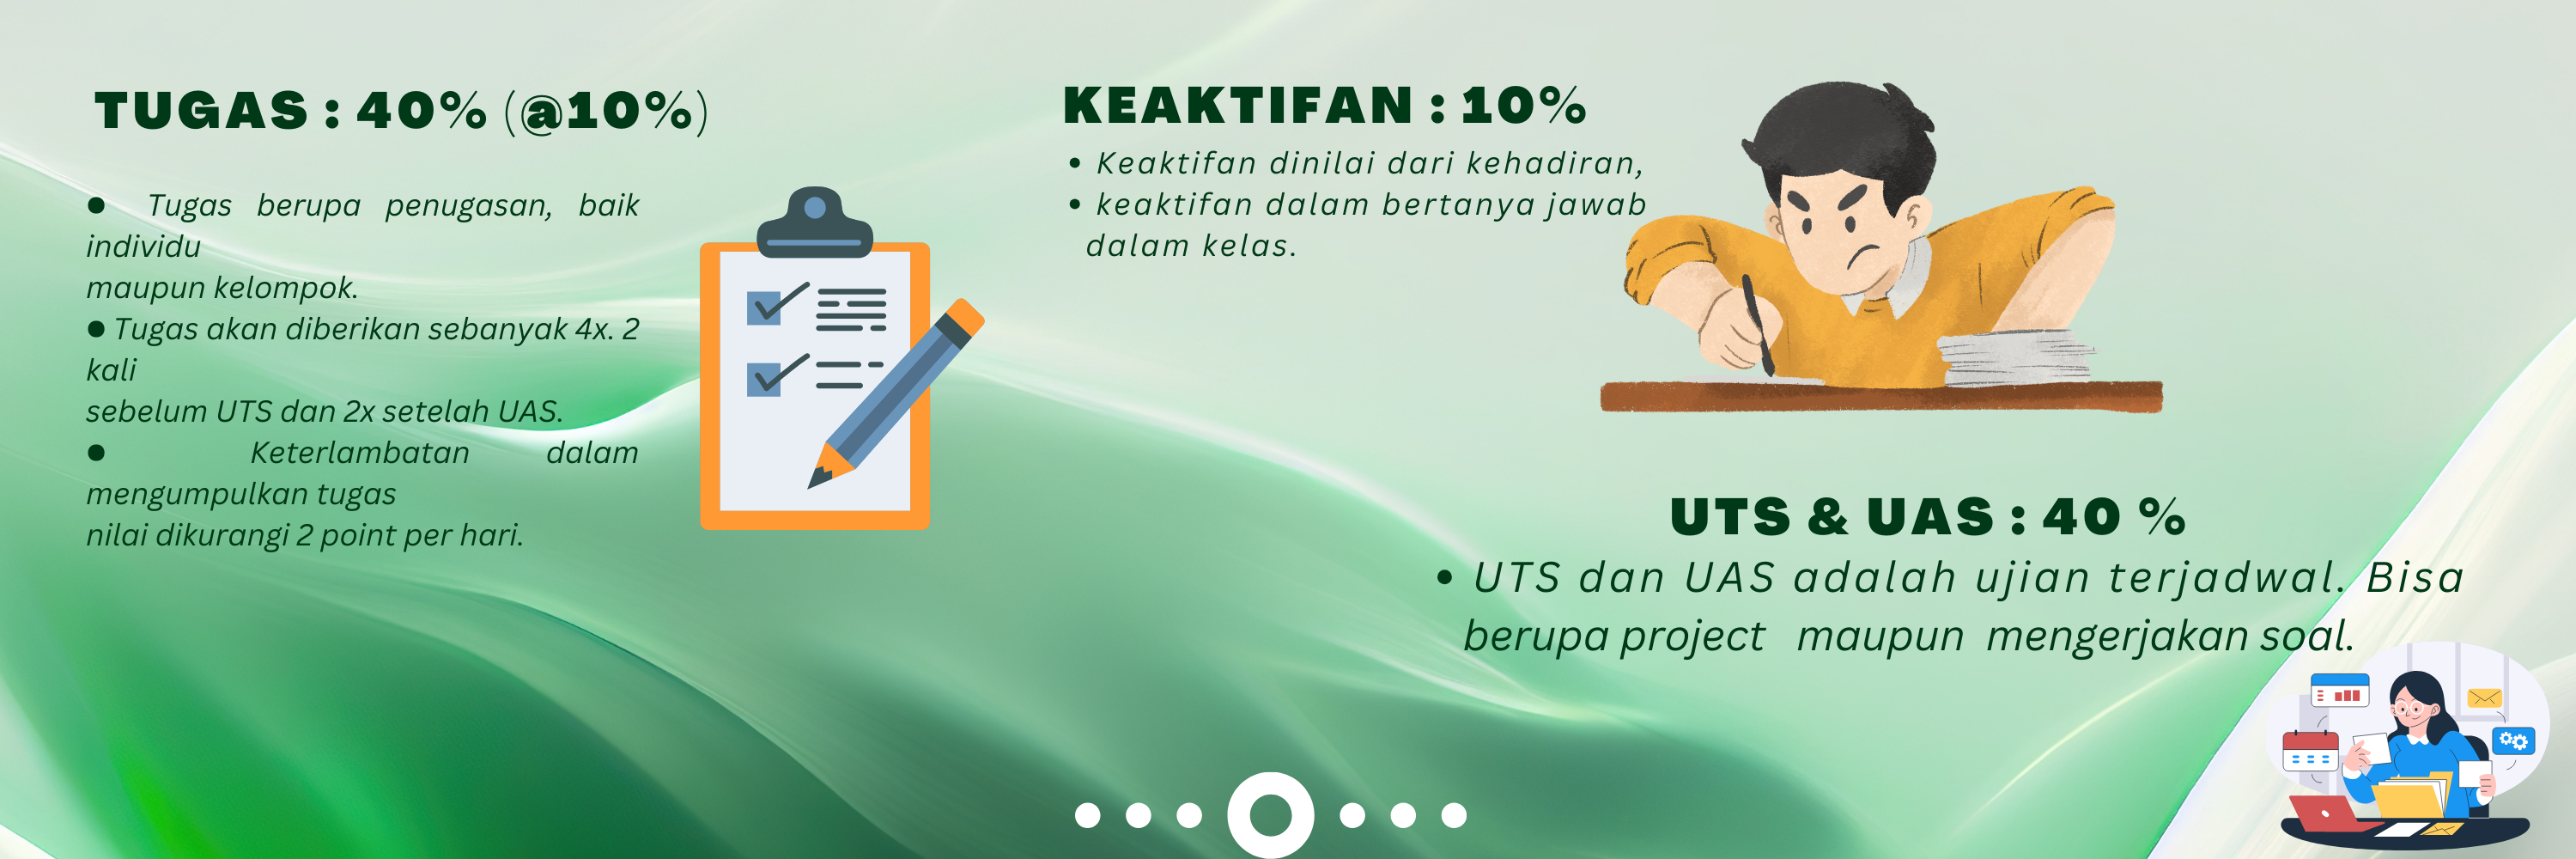 TUGAS : 40% (@10%)
● Tugas berupa penugasan, baik
individu
maupun kelompok.
● Tugas akan diberikan sebanyak 4x. 2
kali
sebelum UTS dan 2x setelah UAS.
● Keterlambatan dalam
mengumpulkan tugas
nilai dikurangi 2 point per hari.
KEAKTIFAN : 10%
• Keaktifan dinilai dari kehadiran,
• keaktifan dalam bertanya jawab
dalam kelas.
UTS & UAS : 40 %
• UTS dan UAS adalah ujian terjadwal. Bisa
berupa project maupun mengerjakan soal.